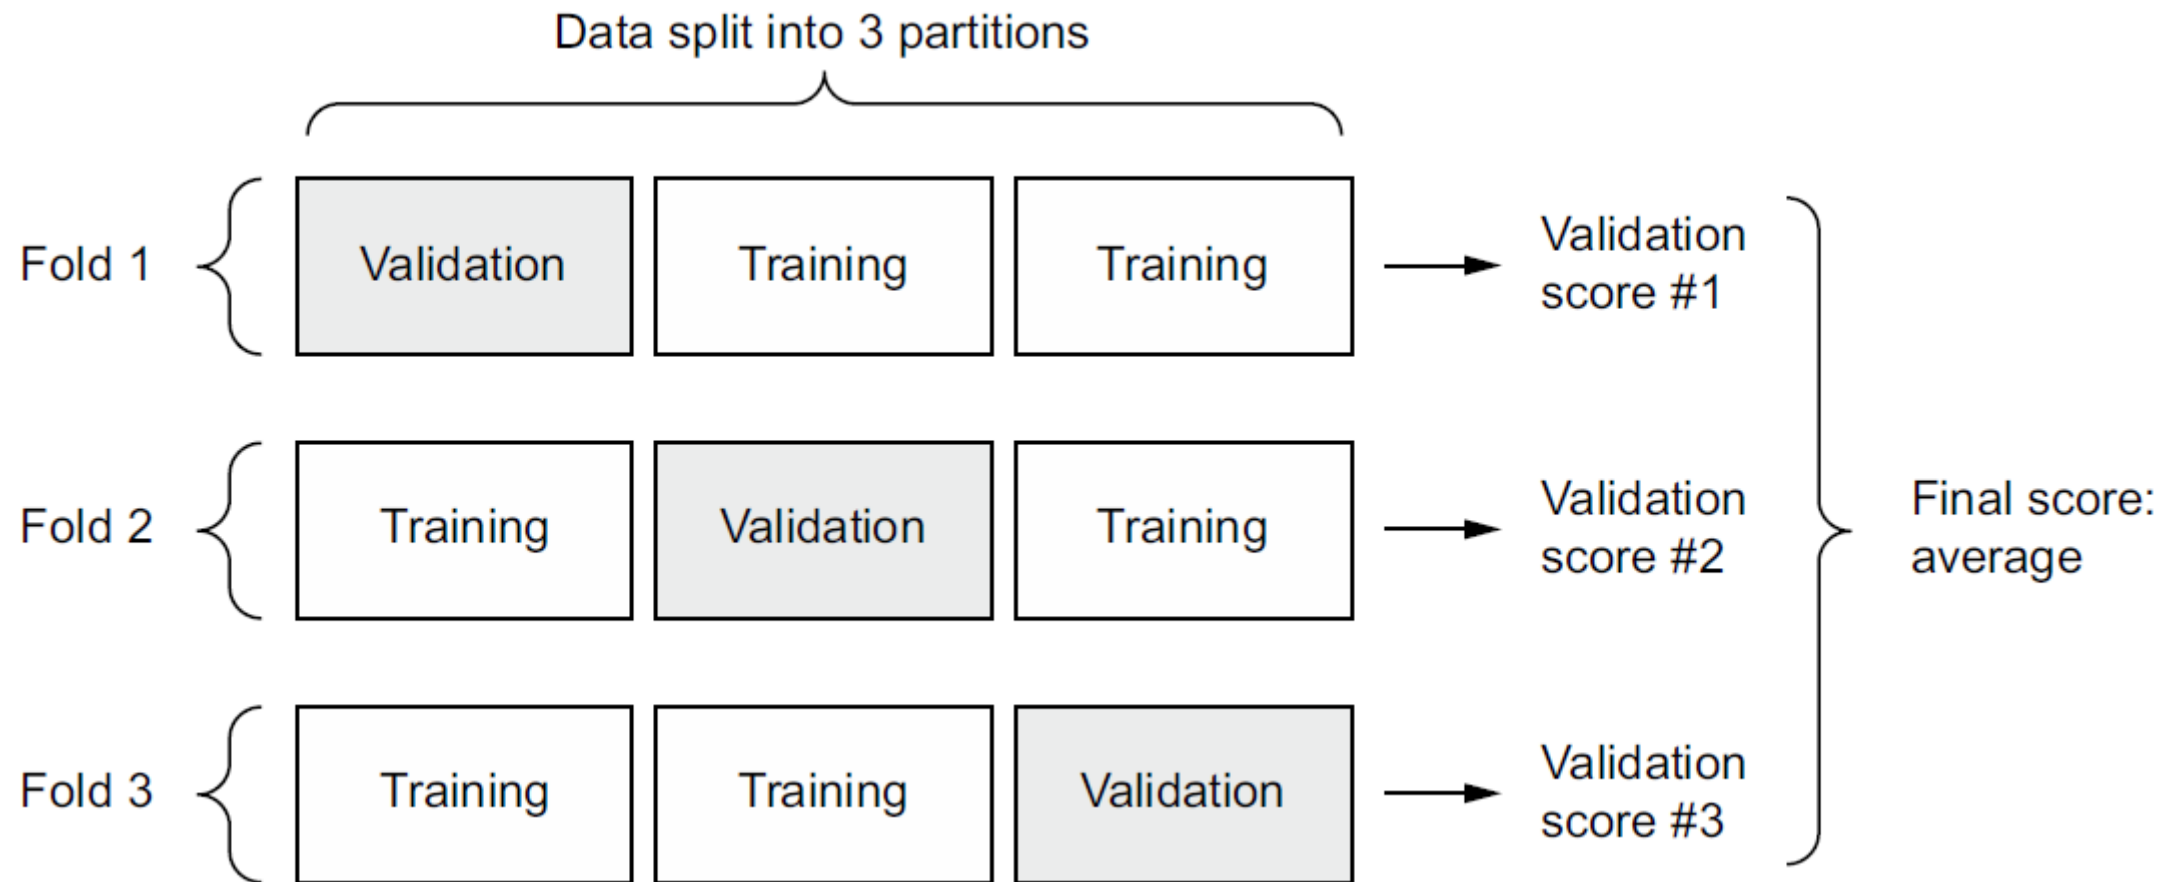 Data split into 3 partitions
Fold 1
Validation
Training
Training
Validation
score #1
Fold 2
Training
Validation
Training
Validation
score #2
Final score:
average
Fold 3
Training
Training
Validation
Validation
score #3